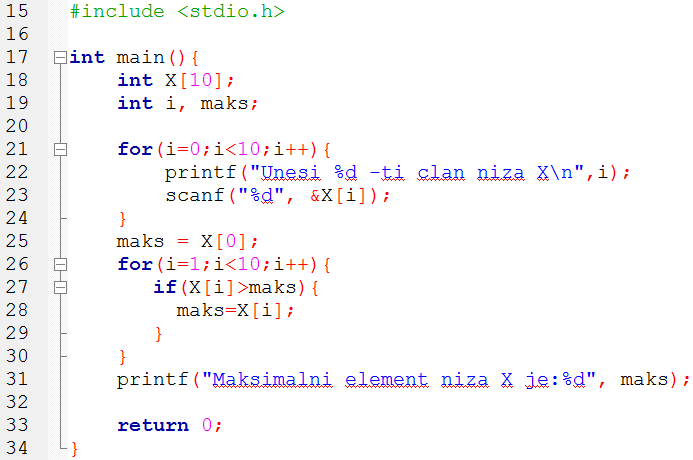 15 #include <stdio.h>
16
17 int main(){
18 int X[10];
19 int i, maks;
20
21 for(i=0;i<10;i++){
22 printf("Unesi %d -ti clan niza X\n",i);
23 scanf("%d", &X[i]);
24 }
25 maks = X[0];
26 for(i=1;i<10;i++){
27 if(X[i]>maks){
28 maks=X[i];
29 }
30 }
31 printf("Maksimalni element niza X je:%d", maks);
32
33 return 0;
34 }